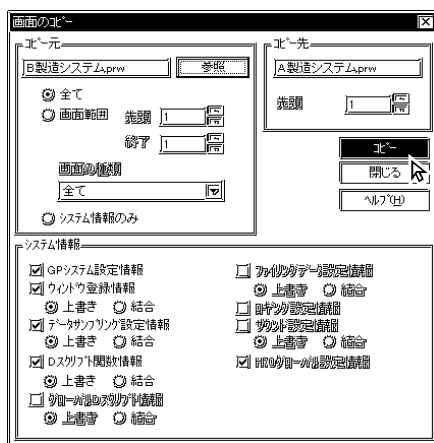 画面のｺﾋﾟｰ
ｺﾋﾟｰ元
B製造システム.prw
参照
全て
画面範囲
先頭 1
終了 1
画面の種類
全て
ｼｽﾃﾑ情報のみ
ｺﾋﾟｰ先
A製造システム.prw
先頭 1
ｺﾋﾟｰ
閉じる
ﾍﾙﾌﾟ(H)
ｼｽﾃﾑ情報
GPｼｽﾃﾑ設定情報
ｳｨﾝﾄﾞｳ登録情報
上書き 結合
ﾃﾞｰﾀｻﾝﾌﾟﾘﾝｸﾞ設定情報
上書き 結合
Dｽｸﾘﾌﾟﾄ関数情報
上書き 結合
ｸﾞﾛｰﾊﾞﾙDｽｸﾘﾌﾟﾄ情報
上書き 結合
ﾌｧｲﾘﾝｸﾞﾃﾞｰﾀ設定情報
上書き 結合
ﾛｷﾞﾝｸﾞ設定情報
ｻｳﾝﾄﾞ設定情報
上書き 結合
ｸﾞﾛｰﾊﾞﾙ設定情報